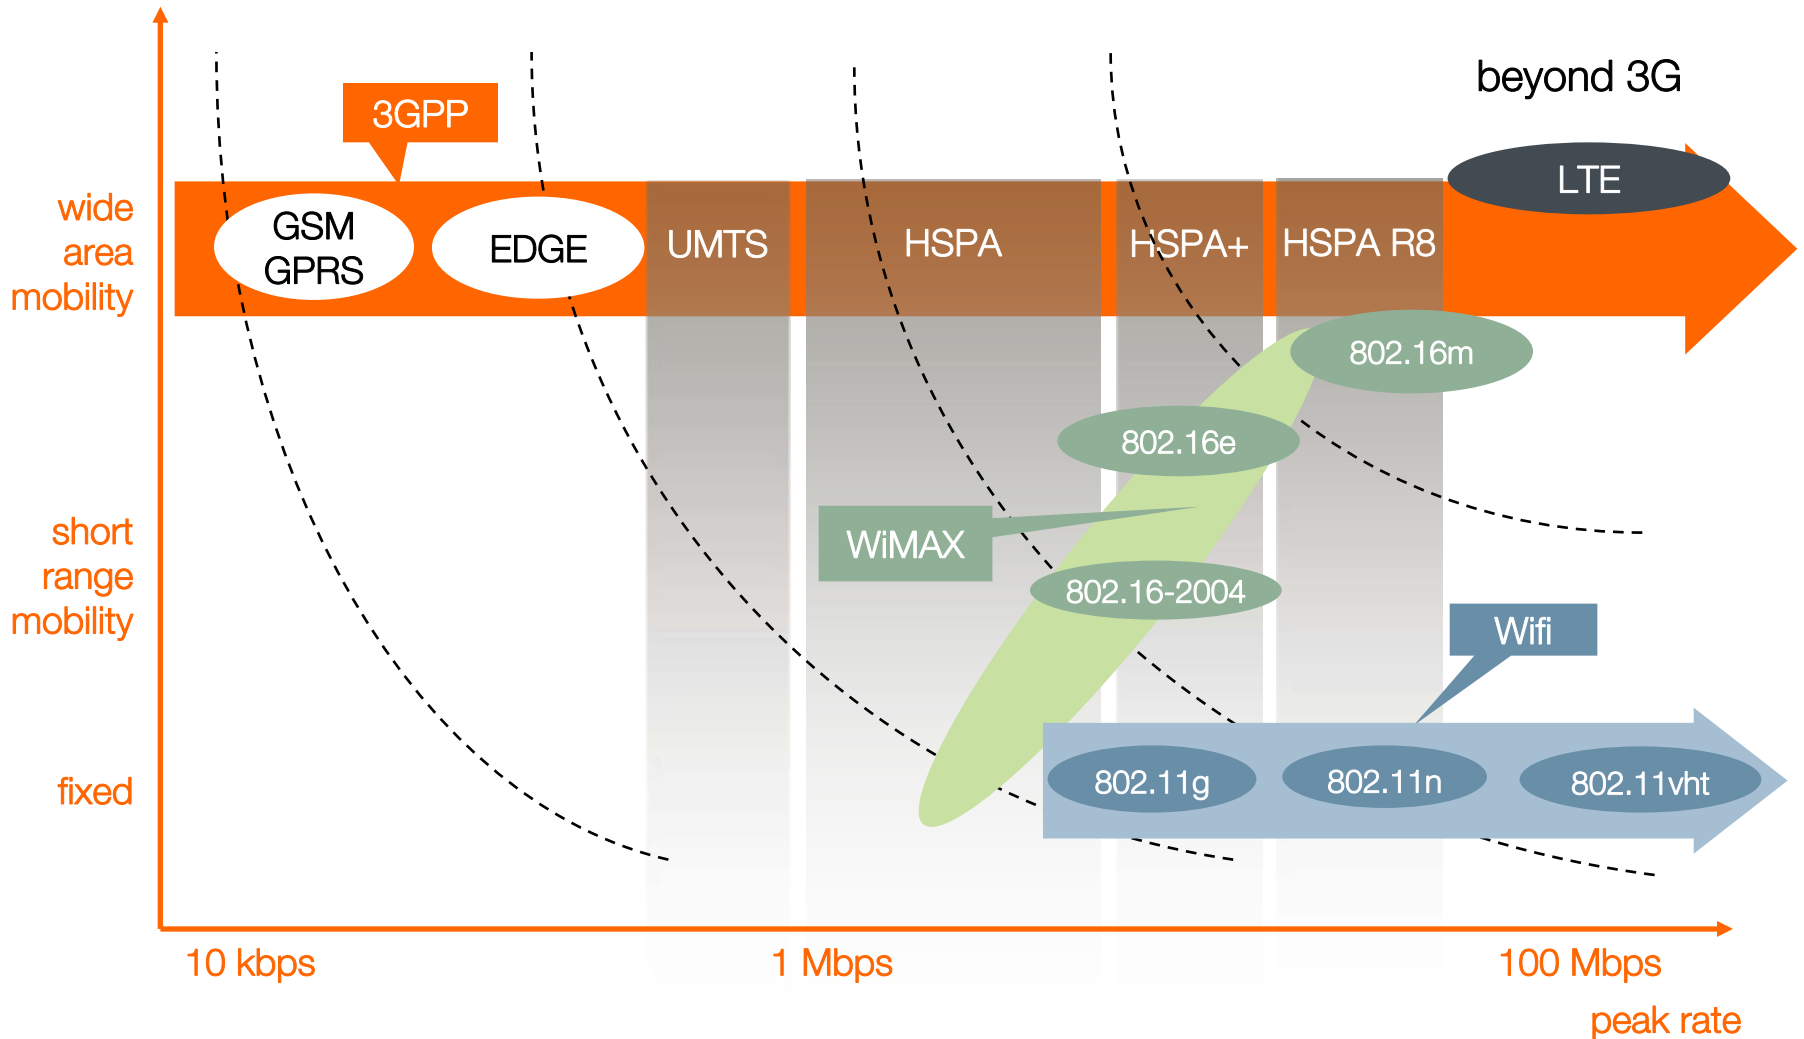 beyond 3G
3GPP
LTE
wide
area
mobility
GSM
GPRS
EDGE
UMTS
HSPA
HSPA+
HSPA R8
802.16m
802.16e
short
range
mobility
WiMAX
802.16-2004
Wifi
fixed
802.11g
802.11n
802.11vht
10 kbps
1 Mbps
100 Mbps
peak rate